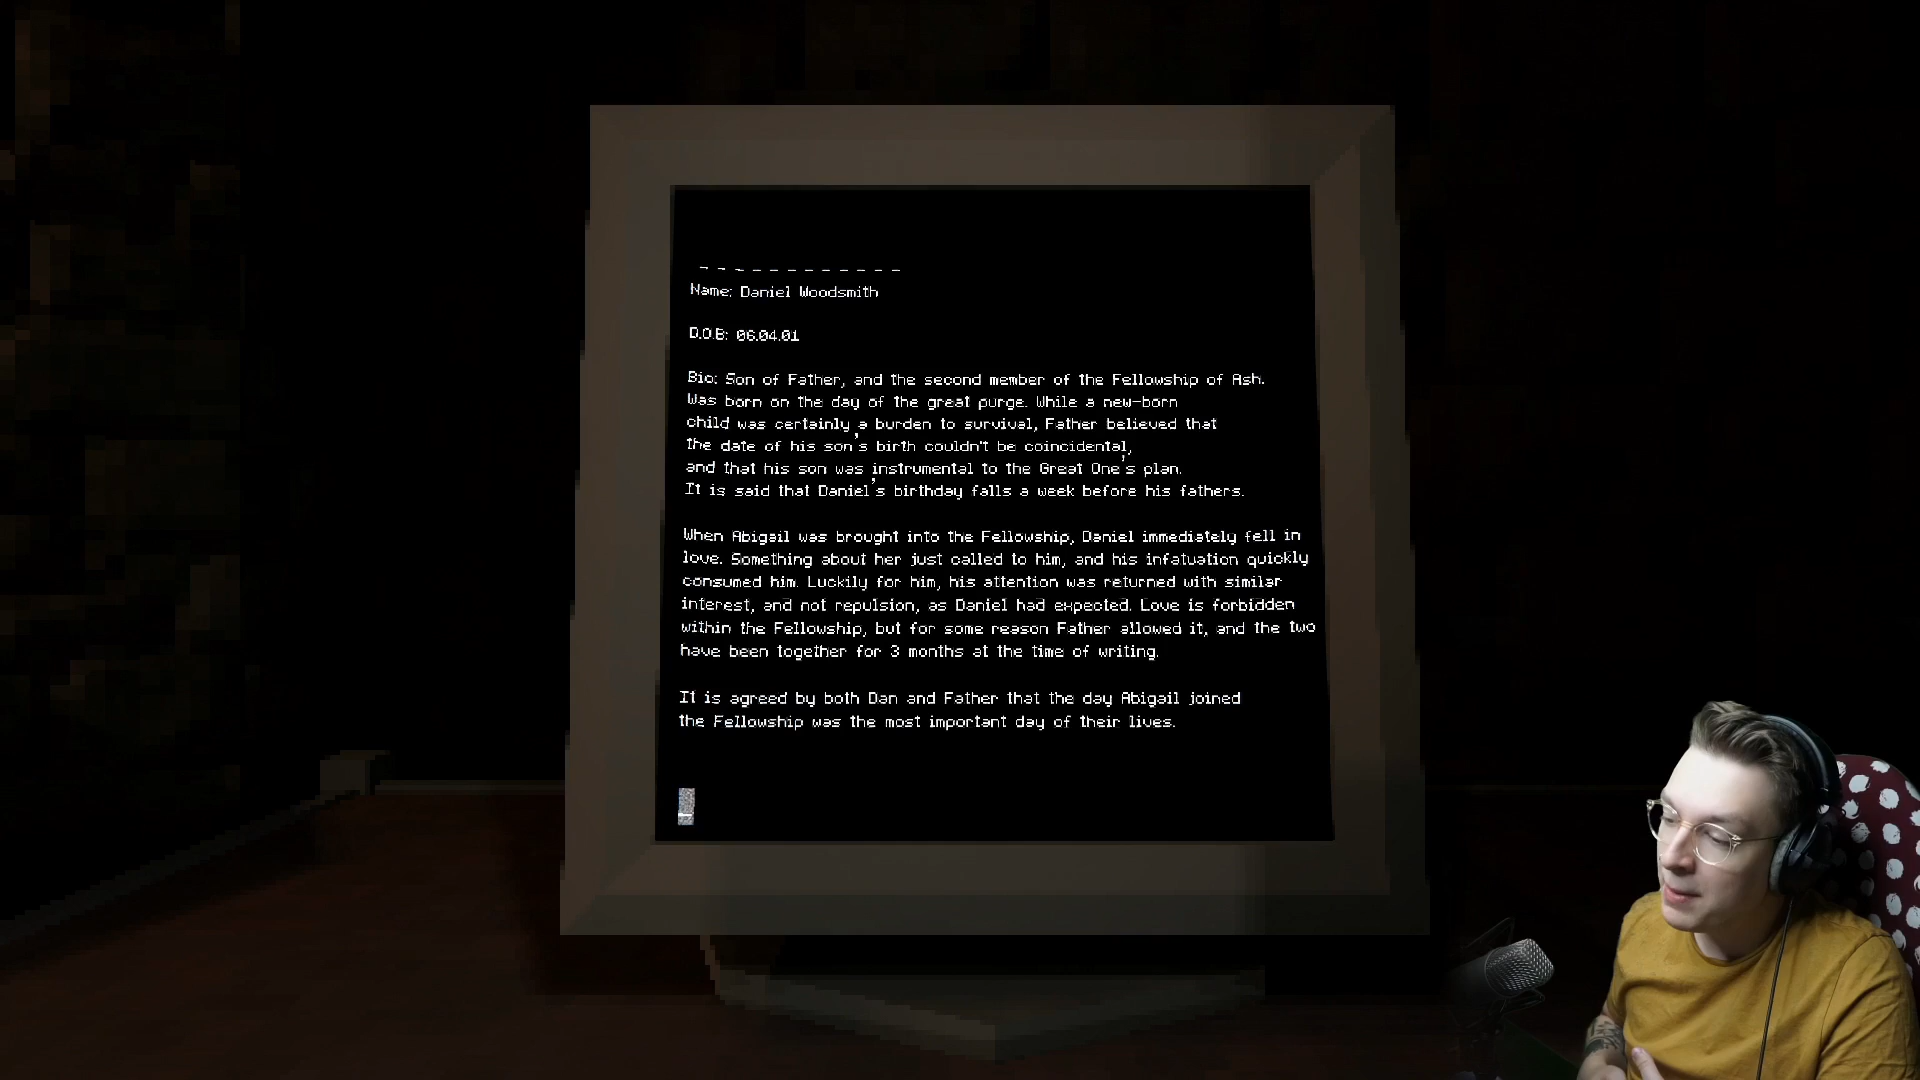 - - - - - - - - - - - -
Name: Daniel Woodsmith
D.O.B: 06.04.01
Bio: Son of Father, and the second member of the Fellowship of Ash.
Was born on the day of the great purge. While a new-born
child was certainly a burden to survival, Father believed that
the date of his son's birth couldn't be coincidental,
and that his son was instrumental to the Great One's plan.
It is said that Daniel's birthday falls a week before his fathers.
When Abigail was brought into the Fellowship, Daniel immediately fell in
love. Something about her just called to him, and his infatuation quickly
consumed him. Luckily for him, his attention was returned with similar
interest, and not repulsion, as Daniel had expected. Love is forbidden
within the Fellowship, but for some reason Father allowed it, and the two
have been together for 3 months at the time of writing.
It is agreed by both Dan and Father that the day Abigail joined
the Fellowship was the most important day of their lives.